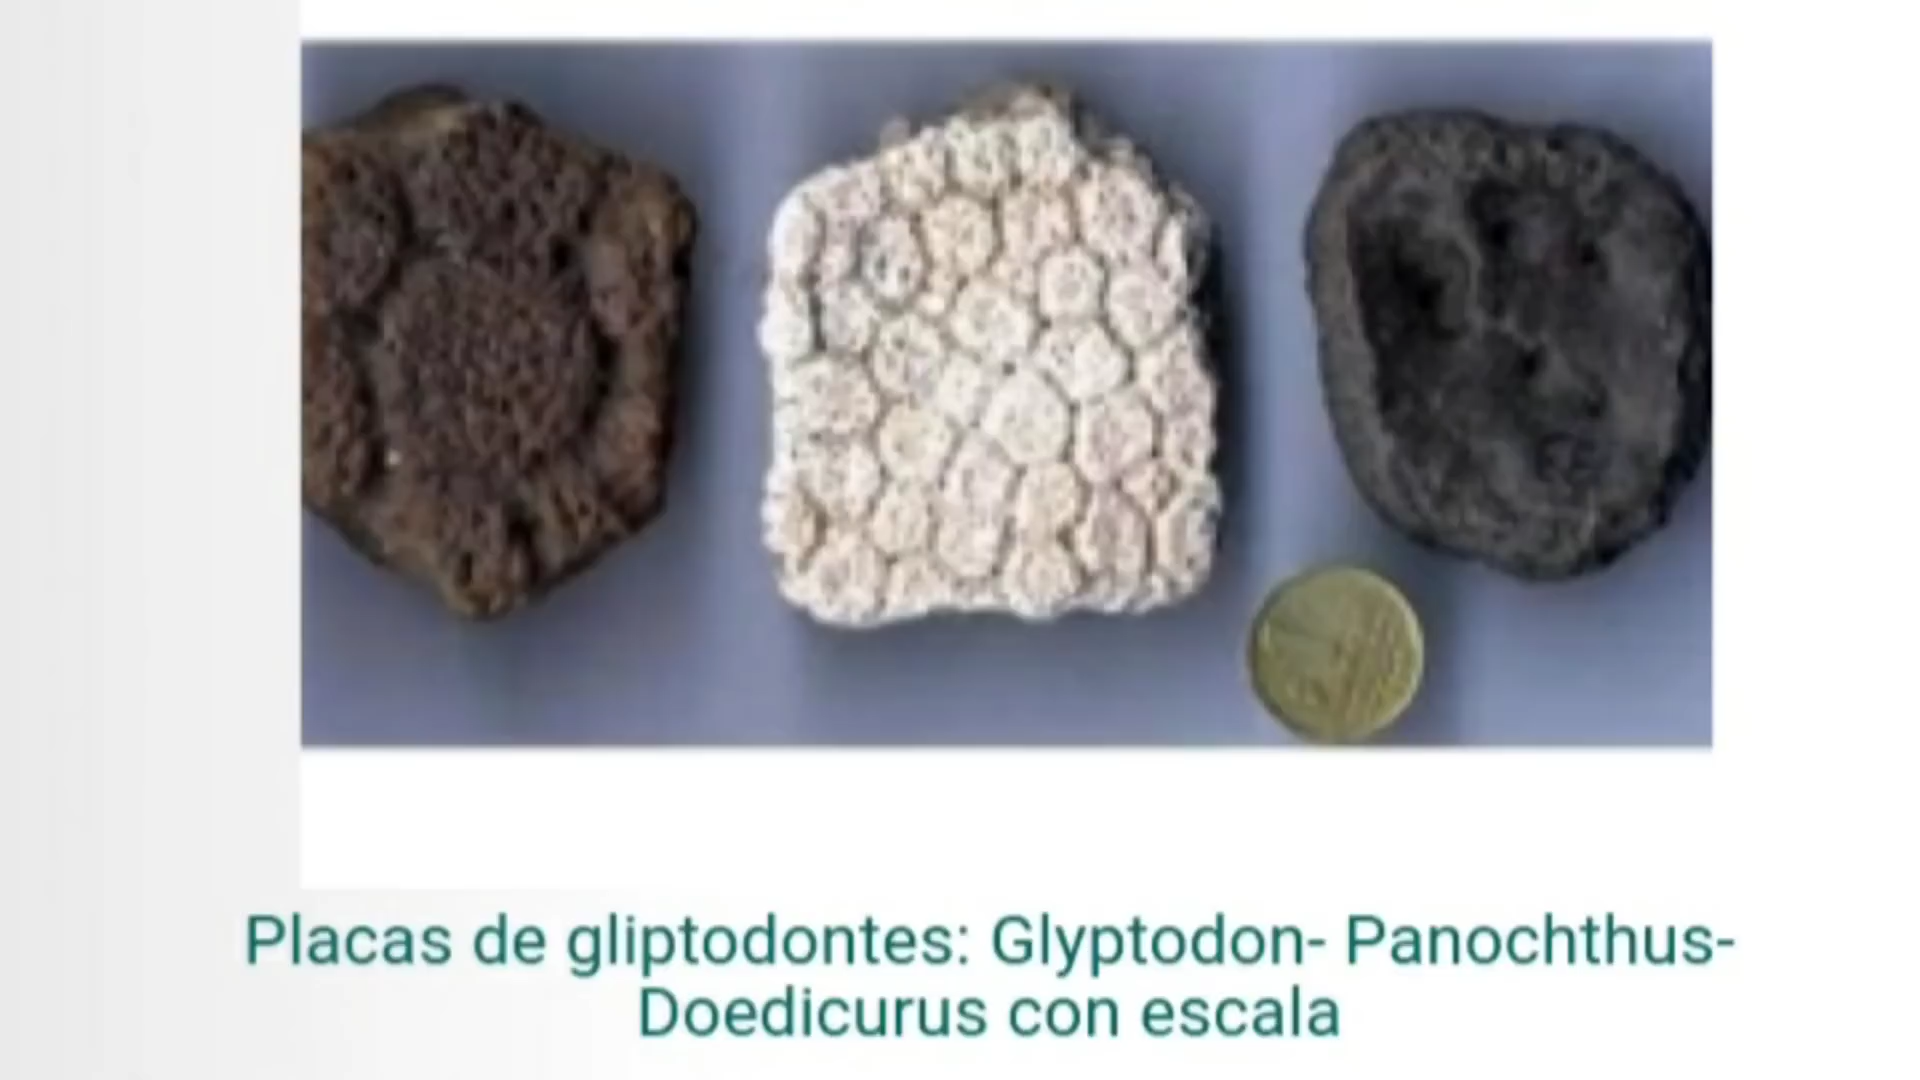 Placas de gliptodontes: Glyptodon- Panochthus-
Doedicurus con escala